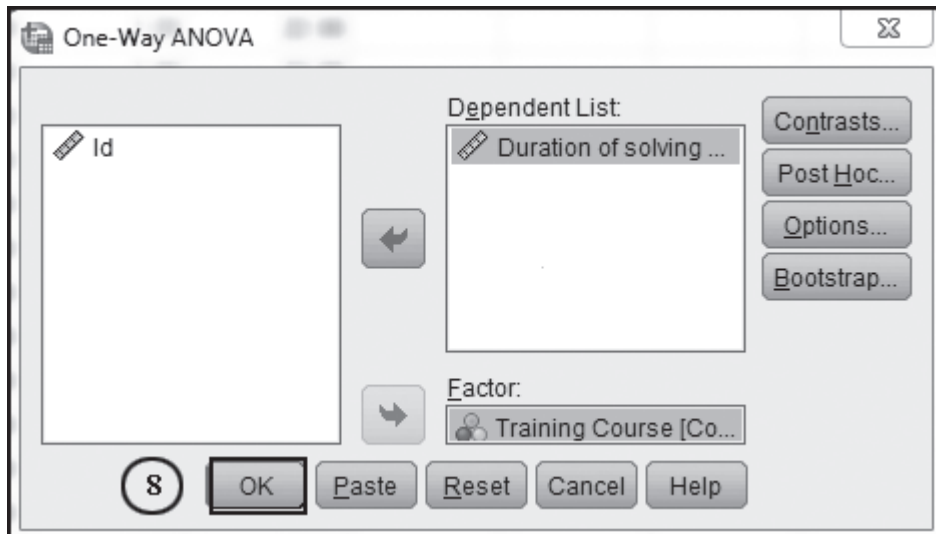 One-Way ANOVA
Id
Dependent List:
Duration of solving ...
Factor:
Training Course [Co...
Contrasts...
Post Hoc...
Options...
Bootstrap...
8
OK
Paste
Reset
Cancel
Help